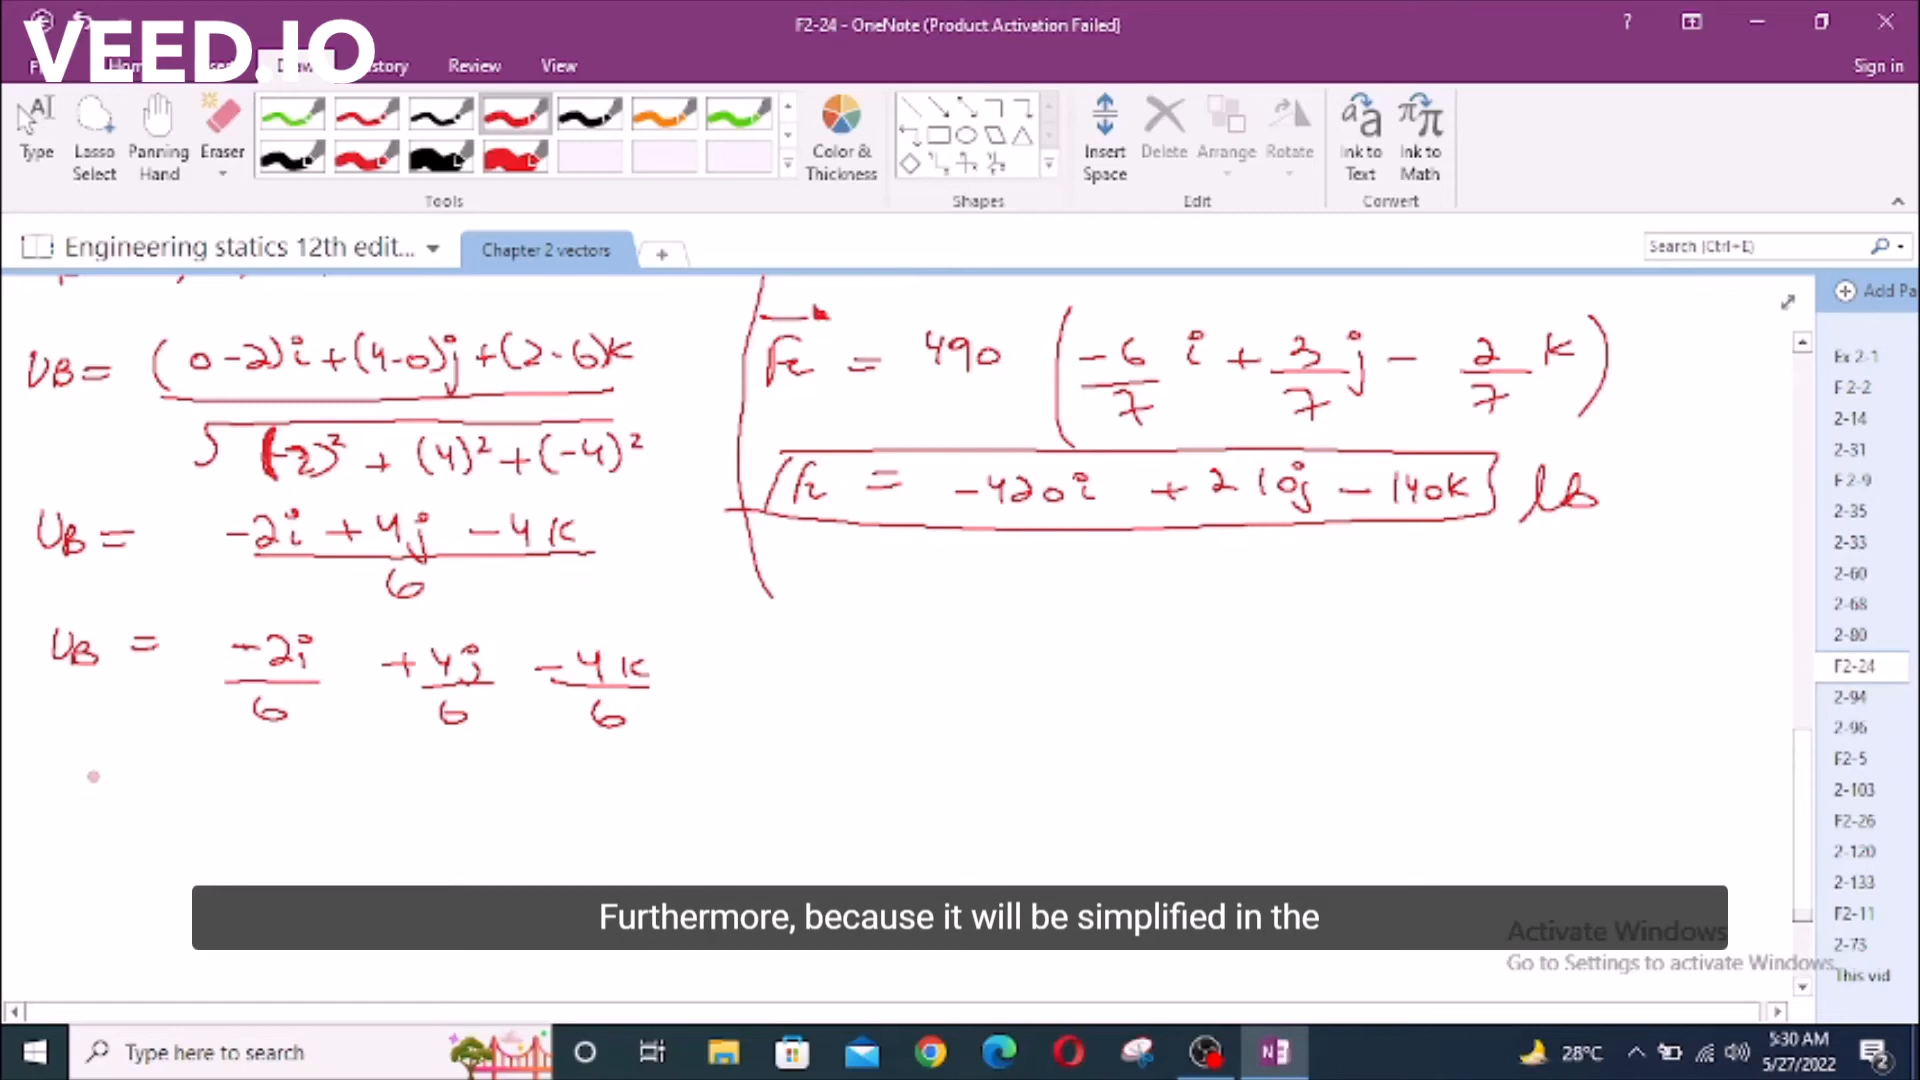 VEED.IO
F2-24 - OneNote (Product Activation Failed)
?
Draw
History
Review
View
Sign in
Type
Lasso Select
Panning Hand
Eraser
Color & Thickness
Insert Space
Delete
Arrange
Rotate
Ink to Text
Ink to Math
Tools
Shapes
Edit
Convert
Engineering statics 12th edit...
Chapter 2 vectors
+
Search (Ctrl+E)
UB = (0-2)i+(4-0)j+(2-6)k
√(-2)² + (4)² + (-4)²
UB = -2i + 4j - 4k
6
UB = -2i + 4j - 4k
6 6 6
Fc = 490 (-6/7 i + 3/7 j - 2/7 k)
Fc = -420i + 210j - 140k} lB
Add Pa
Ex 2-1
F 2-2
2-14
2-31
F 2-9
2-35
2-33
2-60
2-68
2-80
F2-24
2-94
2-96
F2-5
2-103
F2-26
2-120
2-133
F2-11
2-73
This vid
Furthermore, because it will be simplified in the
Activate Windows
Go to Settings to activate Windows.
Type here to search
28°C
5:30 AM
5/27/2022
2